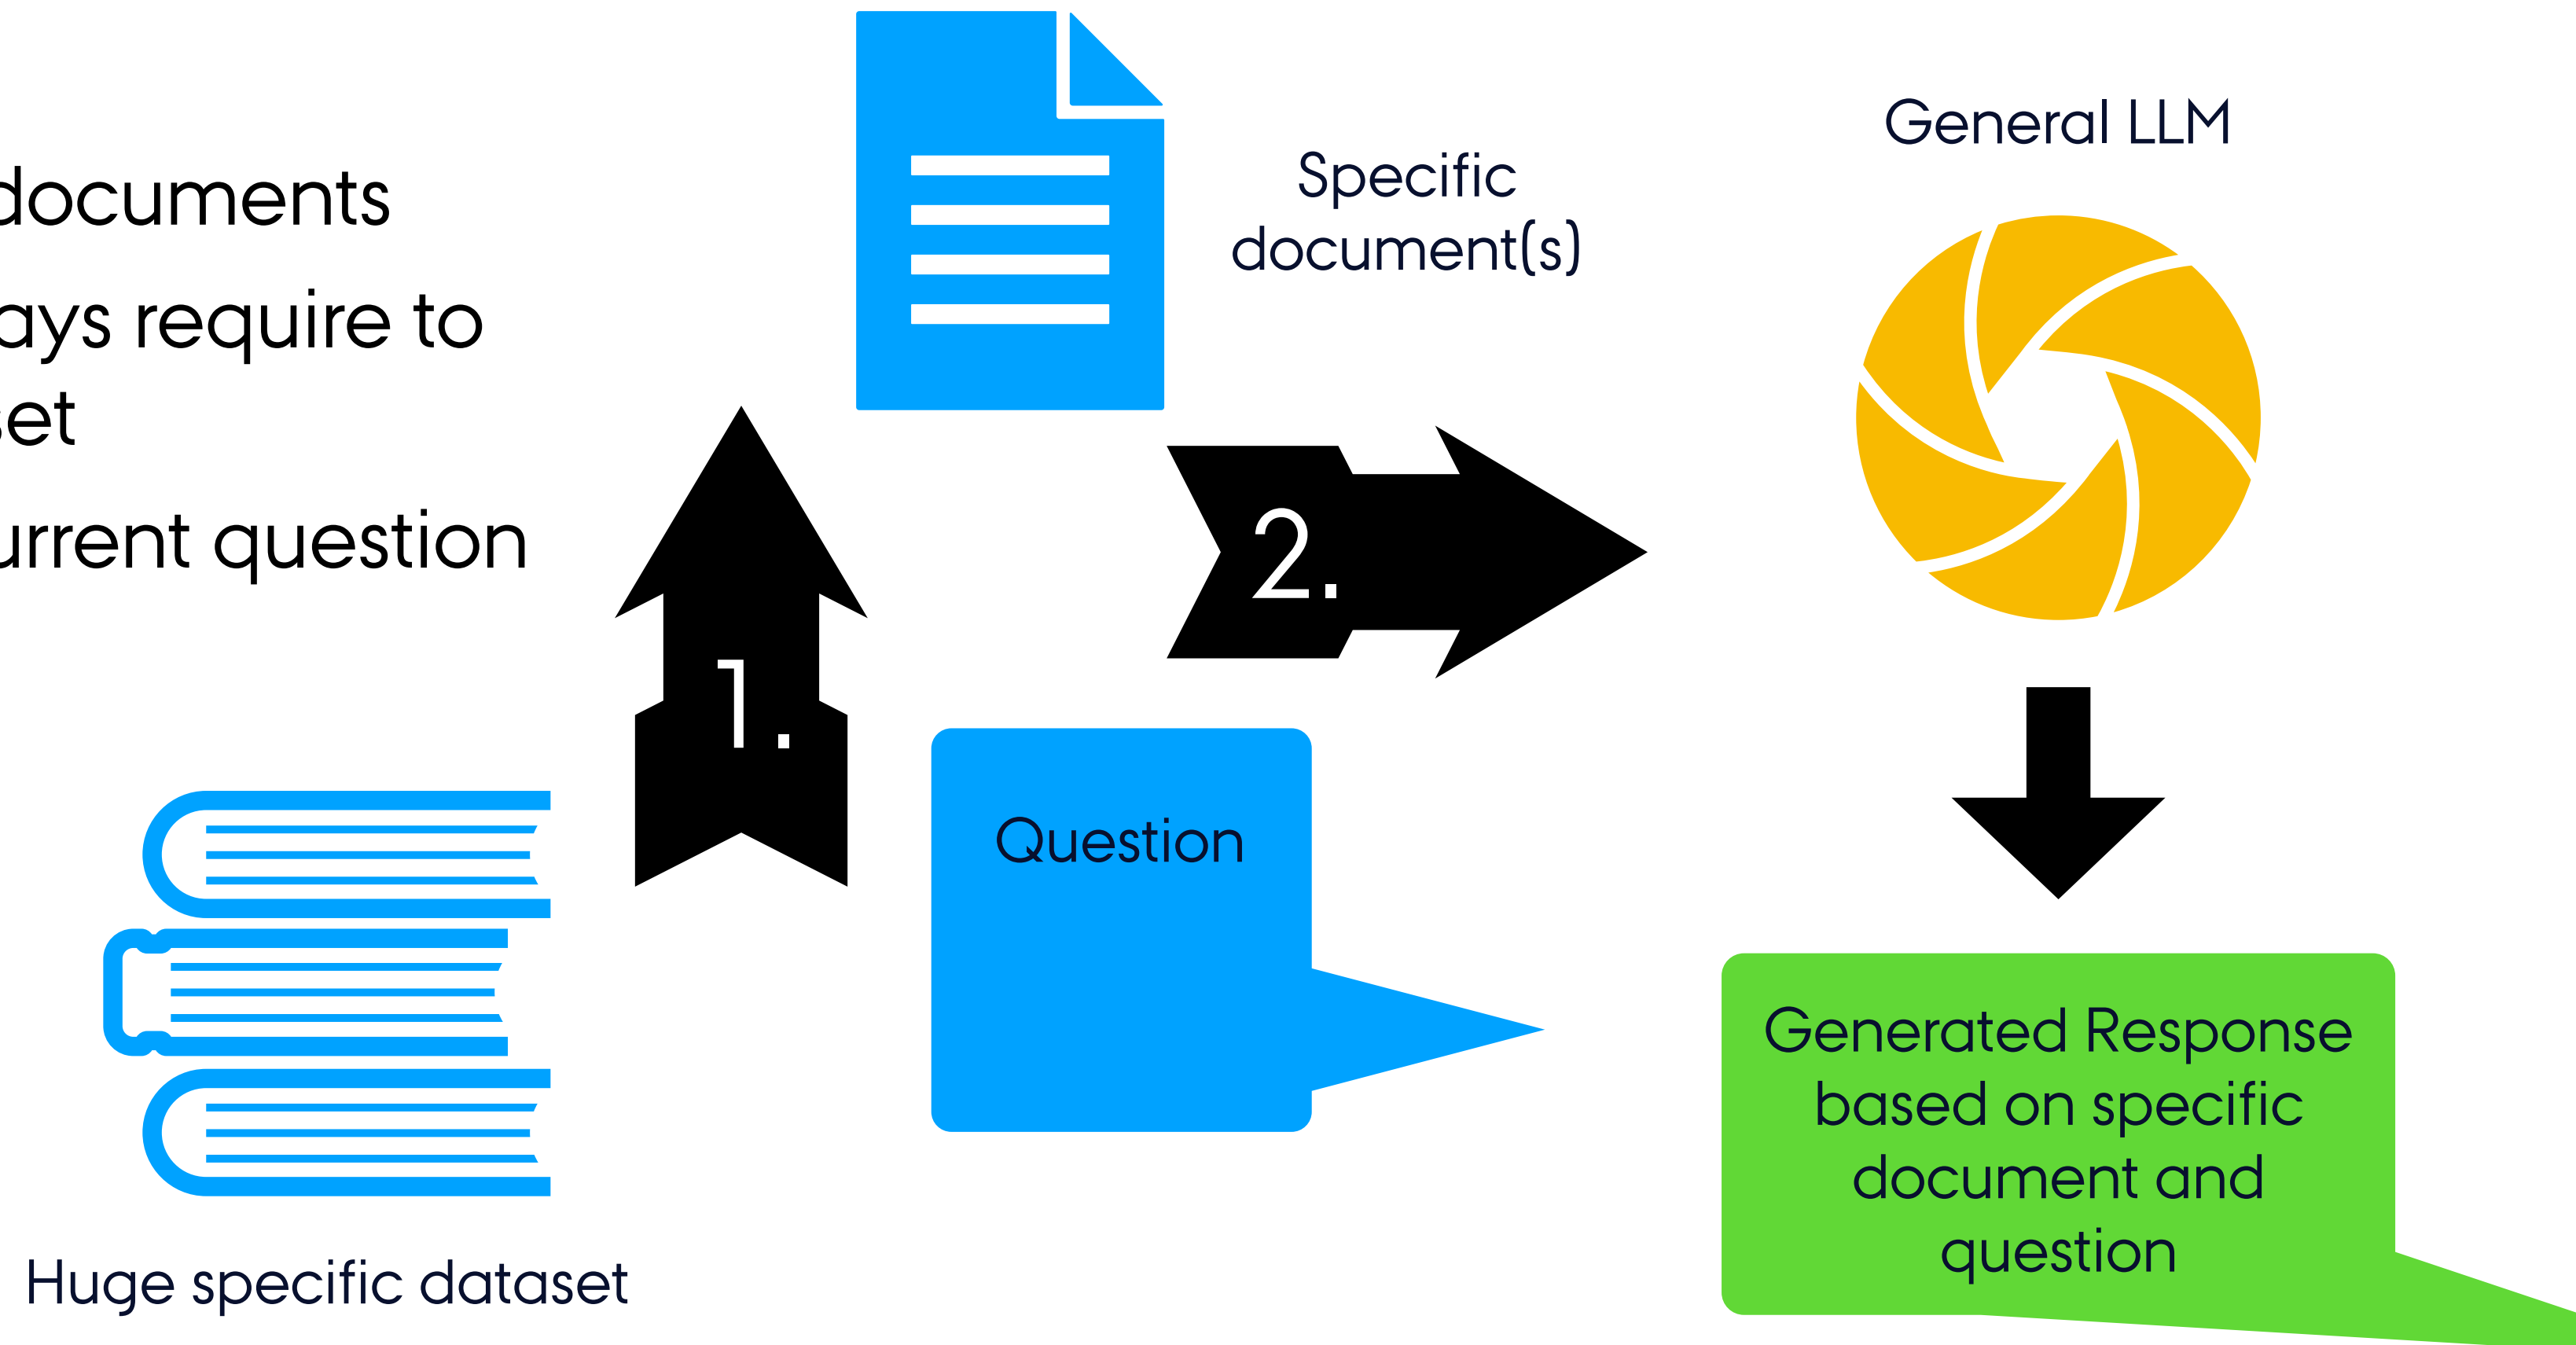 documents
ays require to
set
urrent question
Specific
document(s)
General LLM
1.
2.
Question
Generated Response
based on specific
document and
question
Huge specific dataset